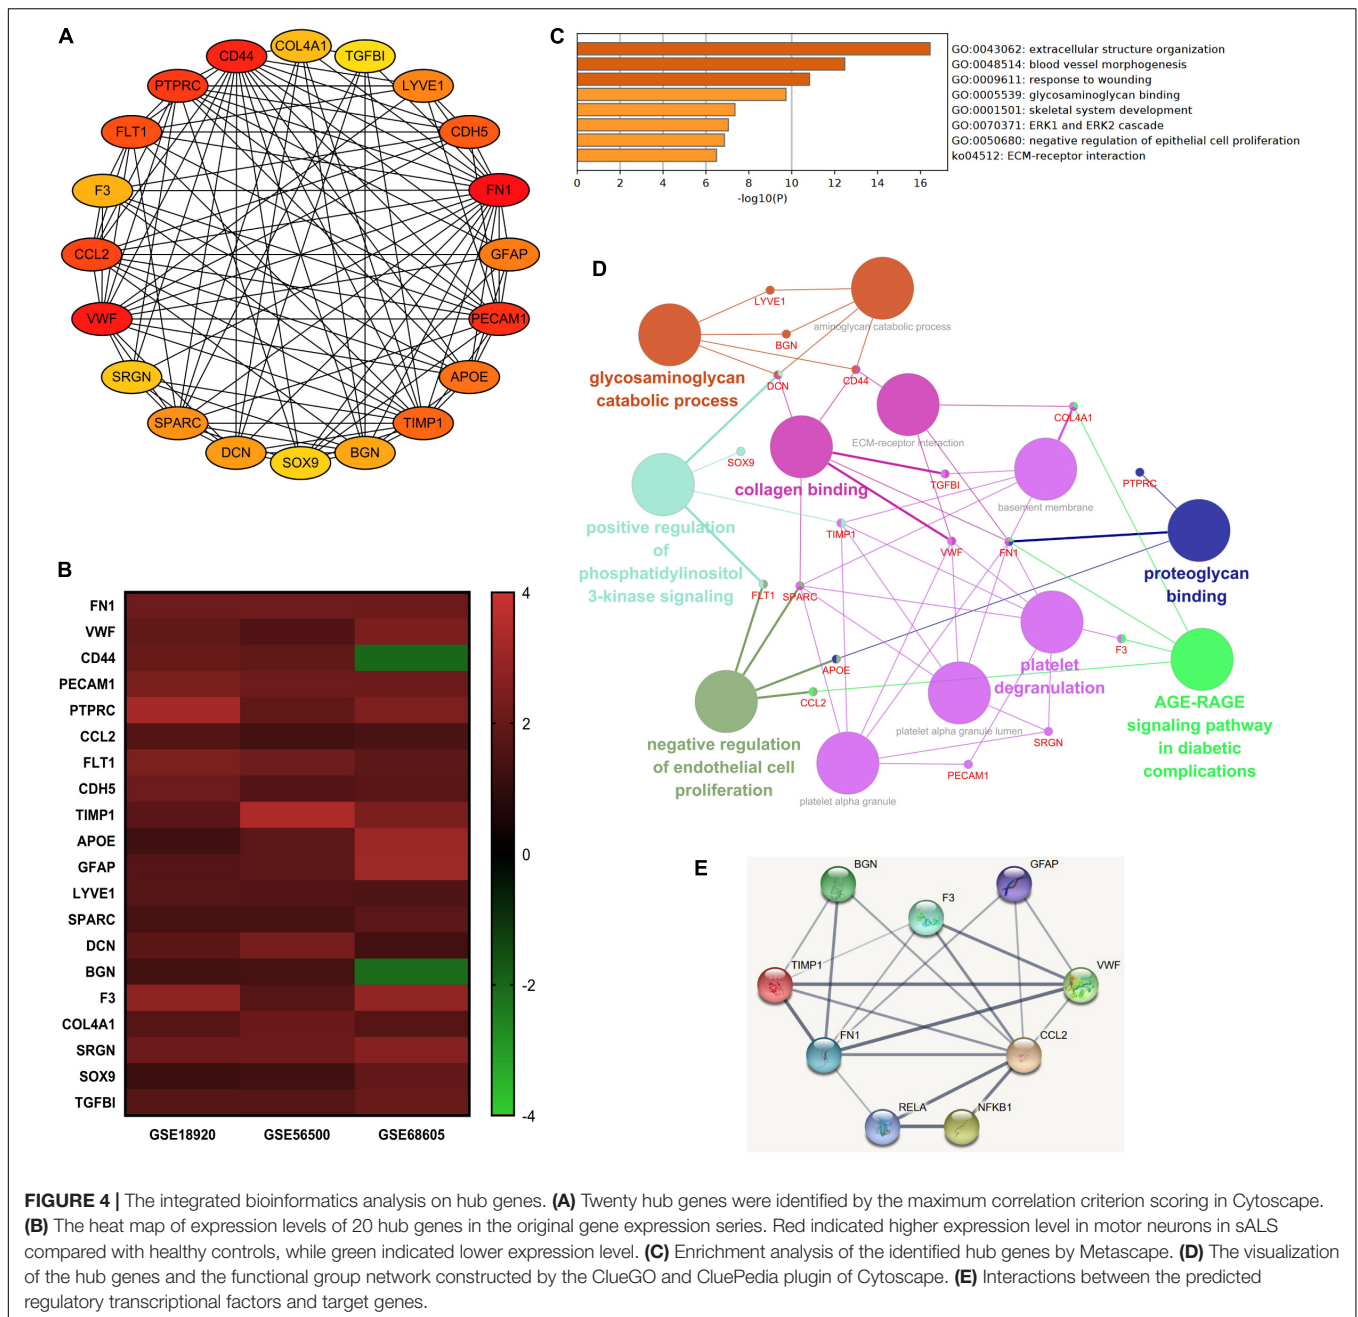 A
COL4A1
CD44
TGFBI
PTPRC
LYVE1
FLT1
CDH5
F3
FN1
CCL2
GFAP
VWF
PECAM1
SRGN
APOE
SPARC
TIMP1
DCN
BGN
SOX9
B
FN1
VWF
CD44
PECAM1
PTPRC
CCL2
FLT1
CDH5
TIMP1
APOE
GFAP
LYVE1
SPARC
DCN
BGN
F3
COL4A1
SRGN
SOX9
TGFBI
GSE18920 GSE56500 GSE68605
4
2
0
-2
-4
C
GO:0043062: extracellular structure organization
GO:0048514: blood vessel morphogenesis
GO:0009611: response to wounding
GO:0005539: glycosaminoglycan binding
GO:0001501: skeletal system development
GO:0070371: ERK1 and ERK2 cascade
GO:0050680: negative regulation of epithelial cell proliferation
ko04512: ECM-receptor interaction
0 2 4 6 8 10 12 14 16
-log10(P)
D
LYVE1
aminoglycan catabolic process
BGN
glycosaminoglycan
catabolic process
DCN
CD44
COL4A1
ECM-receptor interaction
SOX9
collagen binding
TGFBI
PTPRC
basement membrane
positive regulation
of
phosphatidylinositol
3-kinase signaling
TIMP1
VWF
FN1
proteoglycan
binding
FLT1
SPARC
F3
APOE
platelet
degranulation
CCL2
AGE-RAGE
signaling pathway
in diabetic
complications
platelet alpha granule lumen
SRGN
negative regulation
of endothelial cell
proliferation
PECAM1
platelet alpha granule
E
BGN
GFAP
F3
TIMP1
VWF
FN1
CCL2
RELA
NFKB1
FIGURE 4 | The integrated bioinformatics analysis on hub genes. (A) Twenty hub genes were identified by the maximum correlation criterion scoring in Cytoscape.
(B) The heat map of expression levels of 20 hub genes in the original gene expression series. Red indicated higher expression level in motor neurons in sALS
compared with healthy controls, while green indicated lower expression level. (C) Enrichment analysis of the identified hub genes by Metascape. (D) The visualization
of the hub genes and the functional group network constructed by the ClueGO and CluePedia plugin of Cytoscape. (E) Interactions between the predicted
regulatory transcriptional factors and target genes.